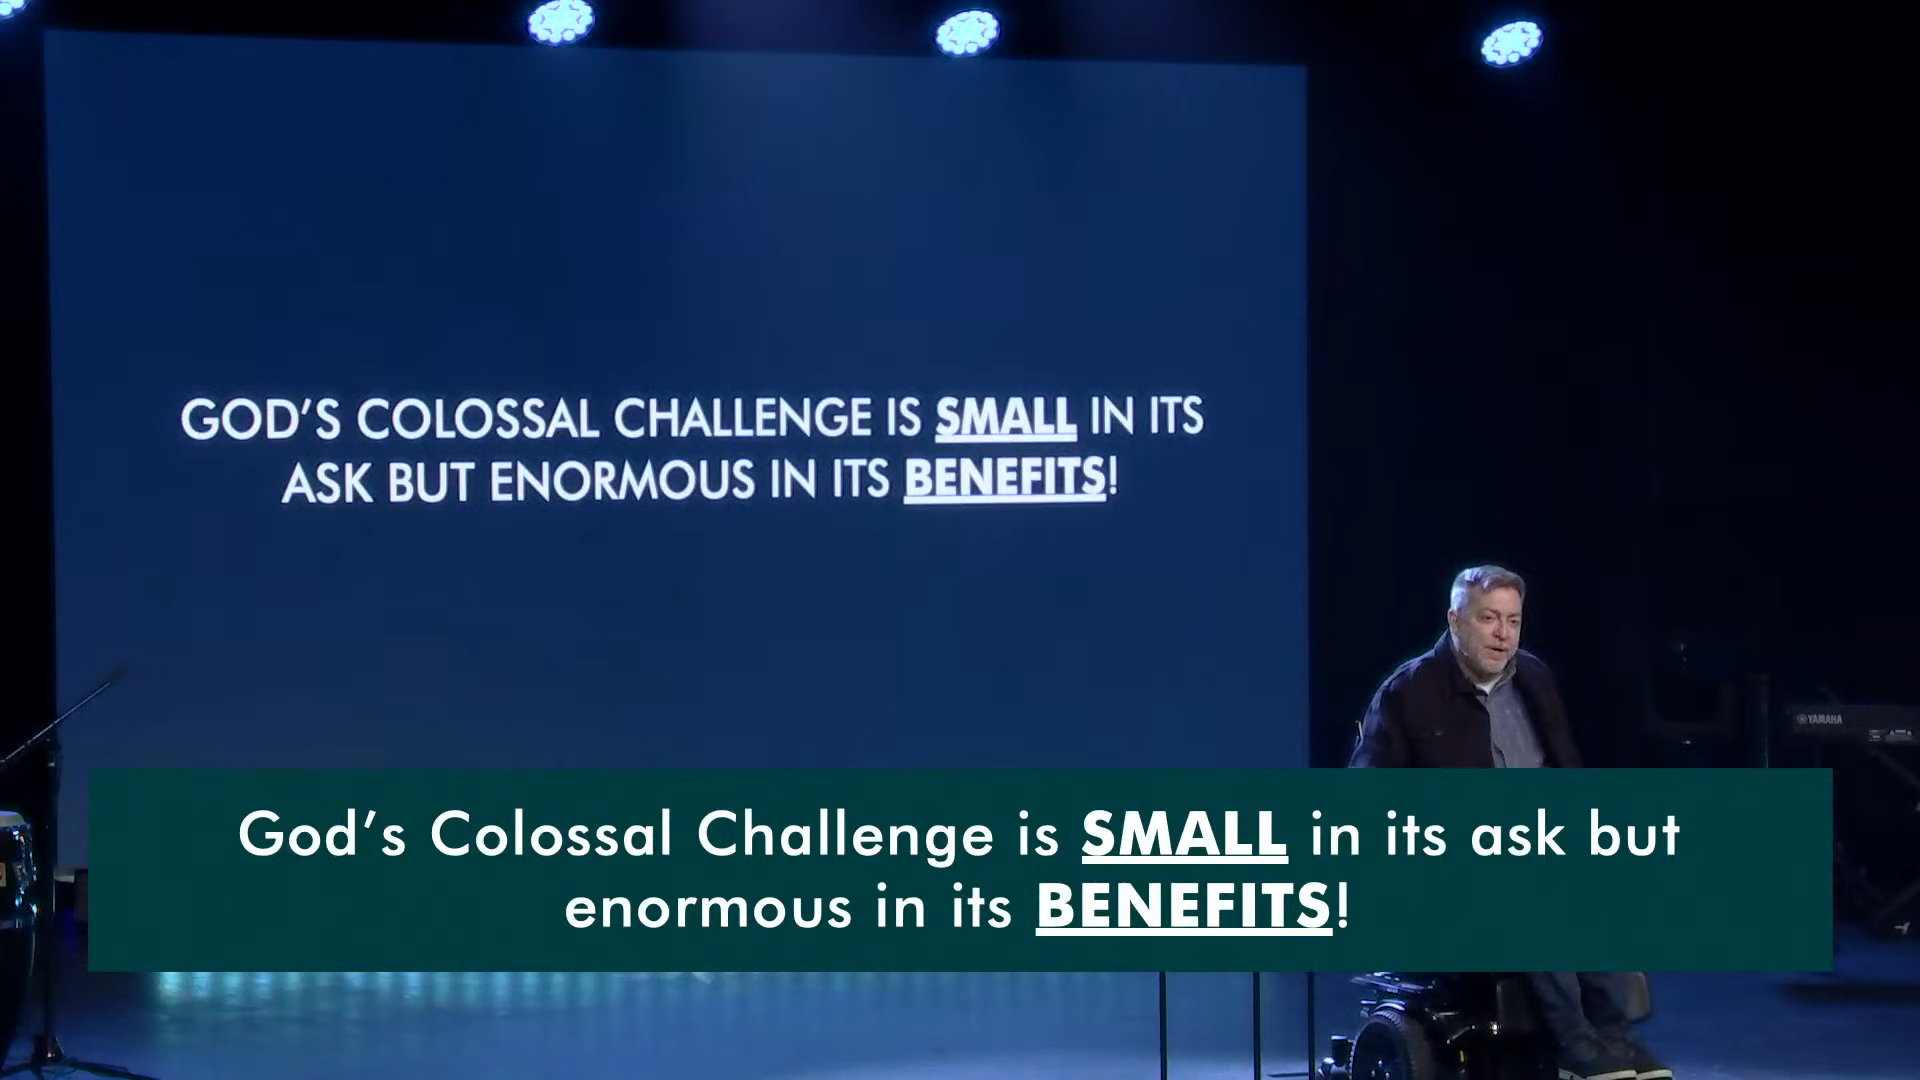 GOD'S COLOSSAL CHALLENGE IS SMALL IN ITS
ASK BUT ENORMOUS IN ITS BENEFITS!
YAMAHA
God's Colossal Challenge is SMALL in its ask but
enormous in its BENEFITS!